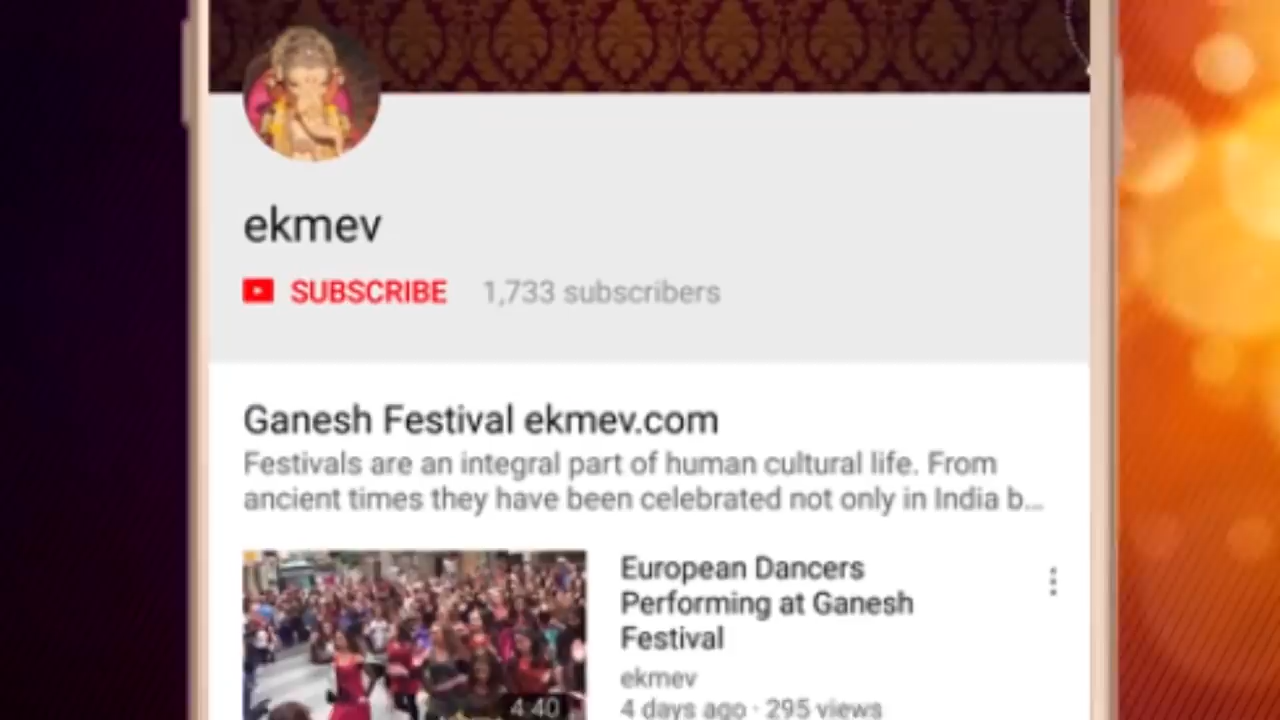 ekmev
SUBSCRIBE 1,733 subscribers
Ganesh Festival ekmev.com
Festivals are an integral part of human cultural life. From
ancient times they have been celebrated not only in India b...
European Dancers
Performing at Ganesh
Festival
ekmev
4:40
4 days ago · 295 views